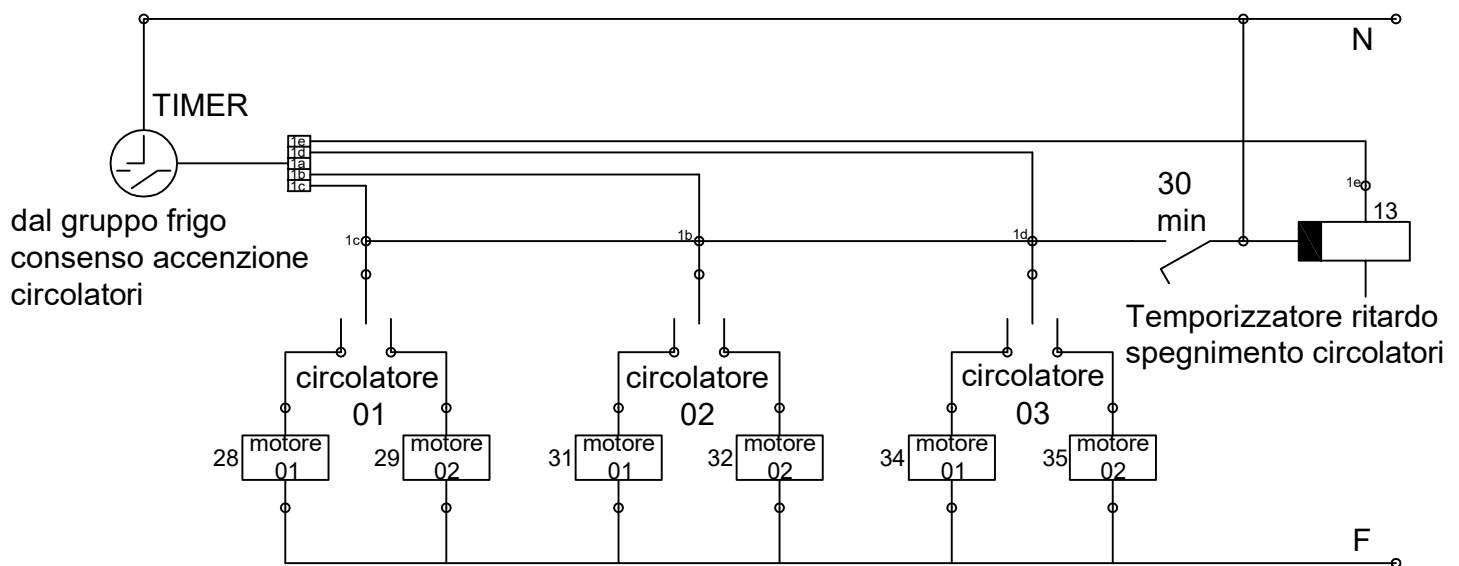 N
TIMER
1e
1d
1a
1b
1c
30
min
1e
13
dal gruppo frigo
consenso accenzione
circolatori
1c
1b
1d
Temporizzatore ritardo
spegnimento circolatori
circolatore
01
circolatore
02
circolatore
03
28
motore
01
29
motore
02
31
motore
01
32
motore
02
34
motore
01
35
motore
02
F